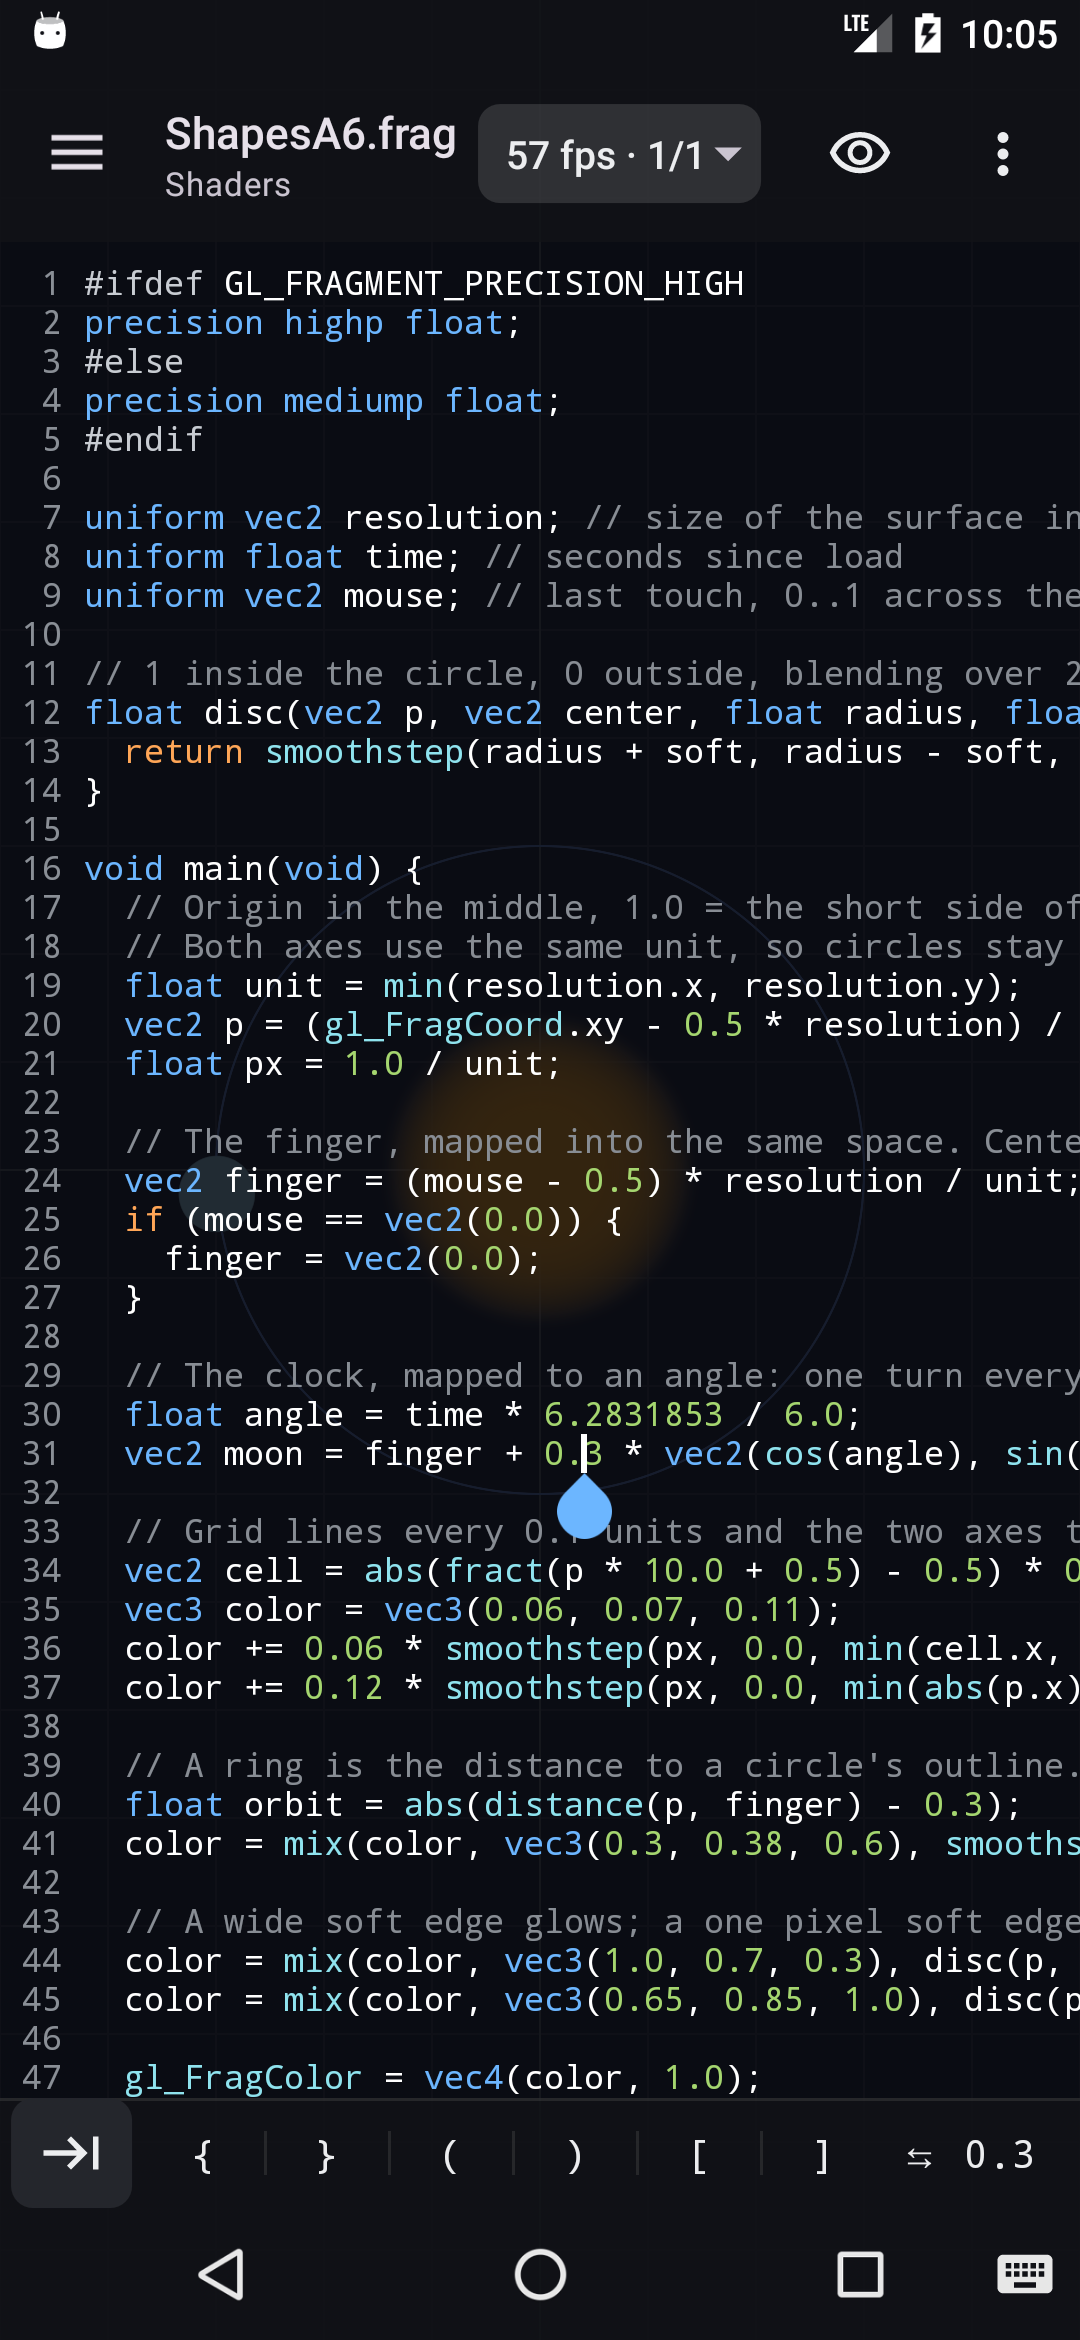 LTE 10:05
ShapesA6.frag
Shaders
57 fps · 1/1
1 #ifdef GL_FRAGMENT_PRECISION_HIGH
2 precision highp float;
3 #else
4 precision mediump float;
5 #endif
6
7 uniform vec2 resolution; // size of the surface in
8 uniform float time; // seconds since load
9 uniform vec2 mouse; // last touch, 0..1 across the
10
11 // 1 inside the circle, 0 outside, blending over 2
12 float disc(vec2 p, vec2 center, float radius, floa
13 return smoothstep(radius + soft, radius - soft,
14 }
15
16 void main(void) {
17 // Origin in the middle, 1.0 = the short side of
18 // Both axes use the same unit, so circles stay
19 float unit = min(resolution.x, resolution.y);
20 vec2 p = (gl_FragCoord.xy - 0.5 * resolution) /
21 float px = 1.0 / unit;
22
23 // The finger, mapped into the same space. Cente
24 vec2 finger = (mouse - 0.5) * resolution / unit;
25 if (mouse == vec2(0.0)) {
26 finger = vec2(0.0);
27 }
28
29 // The clock, mapped to an angle: one turn every
30 float angle = time * 6.2831853 / 6.0;
31 vec2 moon = finger + 0.3 * vec2(cos(angle), sin(
32
33 // Grid lines every 0. units and the two axes t
34 vec2 cell = abs(fract(p * 10.0 + 0.5) - 0.5) * 0
35 vec3 color = vec3(0.06, 0.07, 0.11);
36 color += 0.06 * smoothstep(px, 0.0, min(cell.x,
37 color += 0.12 * smoothstep(px, 0.0, min(abs(p.x)
38
39 // A ring is the distance to a circle's outline.
40 float orbit = abs(distance(p, finger) - 0.3);
41 color = mix(color, vec3(0.3, 0.38, 0.6), smooths
42
43 // A wide soft edge glows; a one pixel soft edge
44 color = mix(color, vec3(1.0, 0.7, 0.3), disc(p,
45 color = mix(color, vec3(0.65, 0.85, 1.0), disc(p
46
47 gl_FragColor = vec4(color, 1.0);
{ } ( ) [ ] ⇆ 0.3